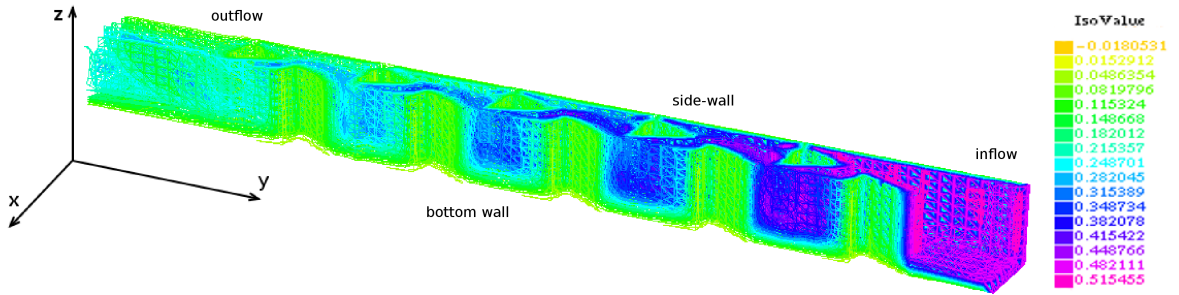 z
outflow
side-wall
inflow
x
y
bottom wall
IsoValue
-0.0180531
0.0152912
0.0486354
0.0819796
0.115324
0.148668
0.182012
0.215357
0.248701
0.282045
0.315389
0.348734
0.382078
0.415422
0.448766
0.482111
0.515455